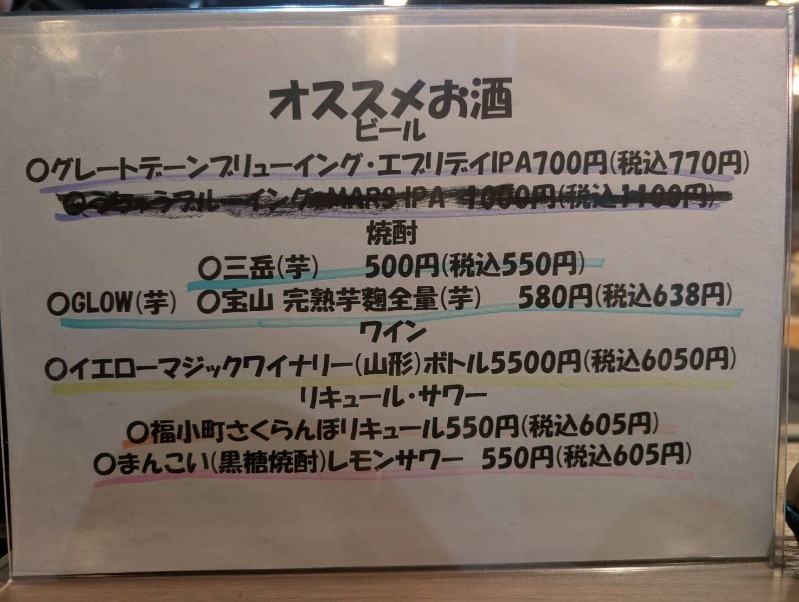 オススメお酒
ビール
〇グレートデーンブリューイング・エブリデイIPA700円(税込770円)
ブルーイング MARS IPA 1000円(税込1100円)
焼酎
〇三岳(芋) 500円(税込550円)
〇GLOW(芋) 〇宝山 完熟芋麹全量(芋) 580円(税込638円)
ワイン
〇イエローマジックワイナリー(山形)ボトル5500円(税込6050円)
リキュール・サワー
〇福小町さくらんぼリキュール550円(税込605円)
〇まんこい(黒糖焼酎)レモンサワー 550円(税込605円)